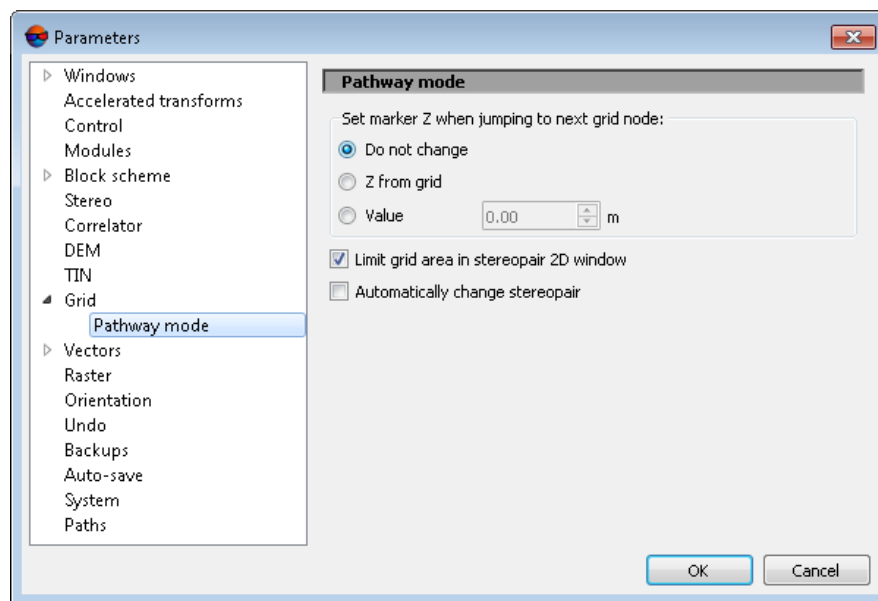 Parameters
Windows
Accelerated transforms
Control
Modules
Block scheme
Stereo
Correlator
DEM
TIN
Grid
Pathway mode
Vectors
Raster
Orientation
Undo
Backups
Auto-save
System
Paths
Pathway mode
Set marker Z when jumping to next grid node:
Do not change
Z from grid
Value 0.00 m
Limit grid area in stereopair 2D window
Automatically change stereopair
OK Cancel